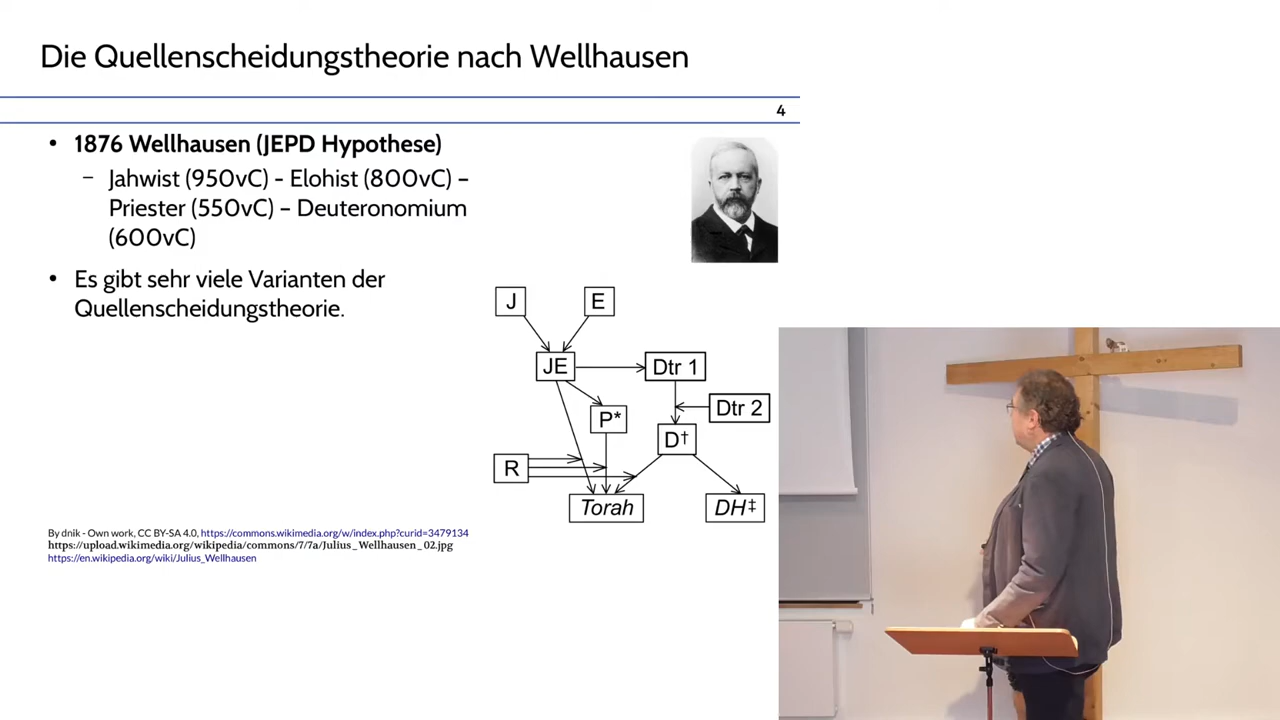 Die Quellenscheidungstheorie nach Wellhausen
4
• 1876 Wellhausen (JEPD Hypothese)
– Jahwist (950vC) - Elohist (800vC) –
Priester (550vC) – Deuteronomium
(600vC)
• Es gibt sehr viele Varianten der
Quellenscheidungstheorie.
J
E
JE
Dtr 1
P*
Dtr 2
D†
R
Torah
DH‡
By dnik - Own work, CC BY-SA 4.0, https://commons.wikimedia.org/w/index.php?curid=3479134
https://upload.wikimedia.org/wikipedia/commons/7/7a/Julius_Wellhausen_02.jpg
https://en.wikipedia.org/wiki/Julius_Wellhausen